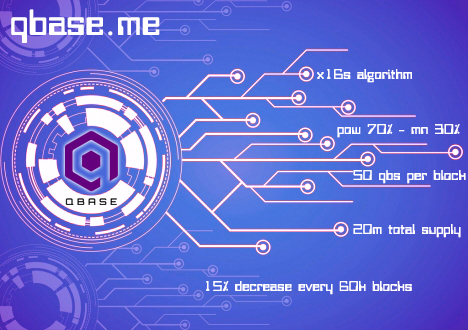 qbase.me
x16s algorithm
pow 70% - mn 30%
50 qbs per block
QBASE
20m total supply
15% decrease every 60k blocks